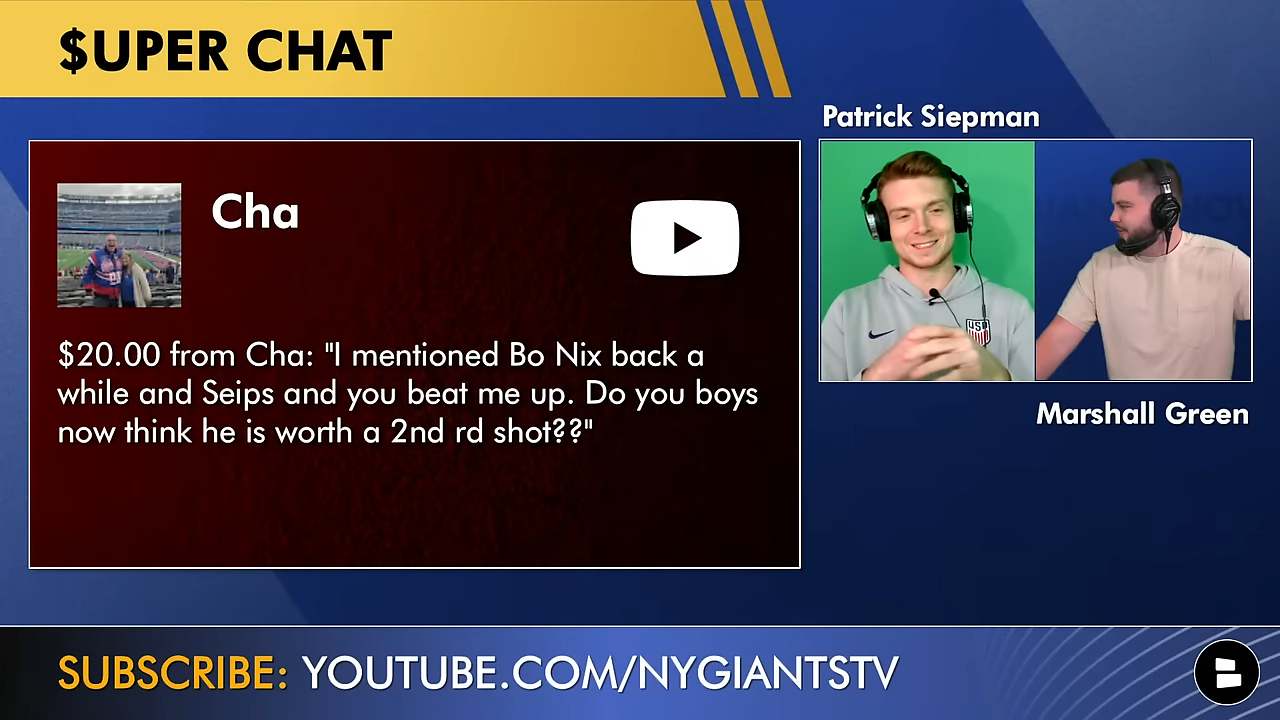 $UPER CHAT
Patrick Siepman
Cha
$20.00 from Cha: "I mentioned Bo Nix back a
while and Seips and you beat me up. Do you boys
now think he is worth a 2nd rd shot??"
Marshall Green
SUBSCRIBE: YOUTUBE.COM/NYGIANTSTV